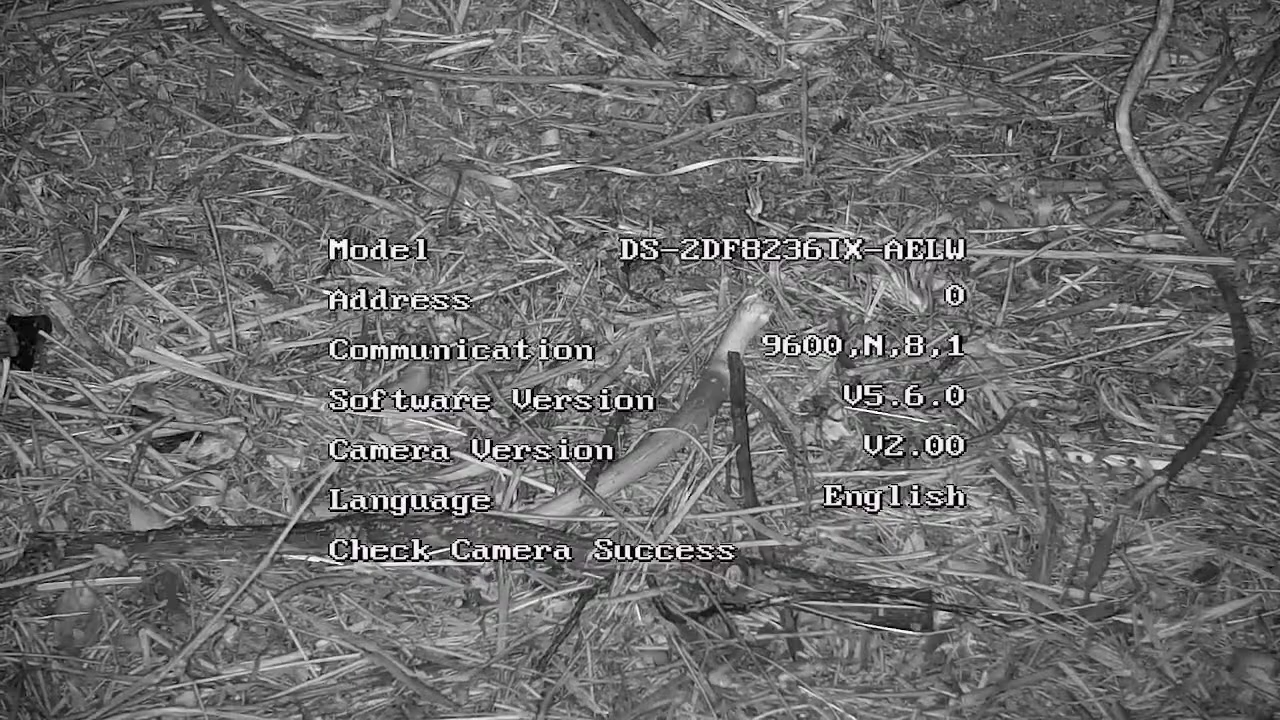 Model DS-2DF8236IX-AELW
Address 0
Communication 9600,N,8,1
Software Version V5.6.0
Camera Version V2.00
Language English
Check Camera Success